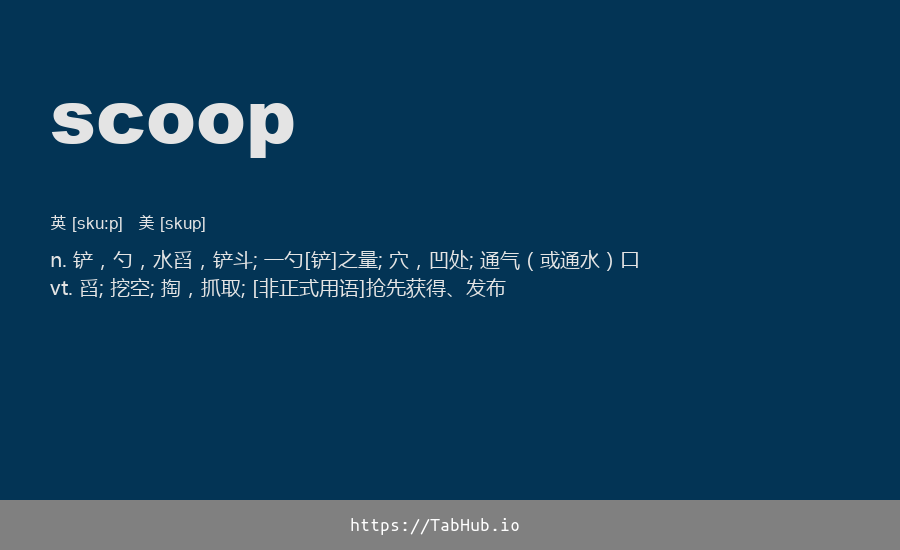 scoop
英 [sku:p] 美 [skup]
n. 铲，勺，水舀，铲斗; 一勺[铲]之量; 穴，凹处; 通气（或通水）口
vt. 舀; 挖空; 掏，抓取; [非正式用语]抢先获得、发布
https://TabHub.io